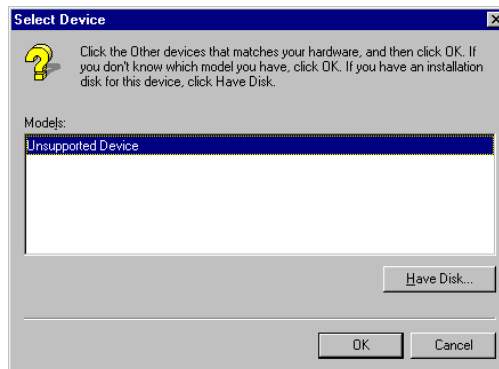 Select Device
Click the Other devices that matches your hardware, and then click OK. If
you don't know which model you have, click OK. If you have an installation
disk for this device, click Have Disk.
Models:
Unsupported Device
Have Disk...
OK
Cancel